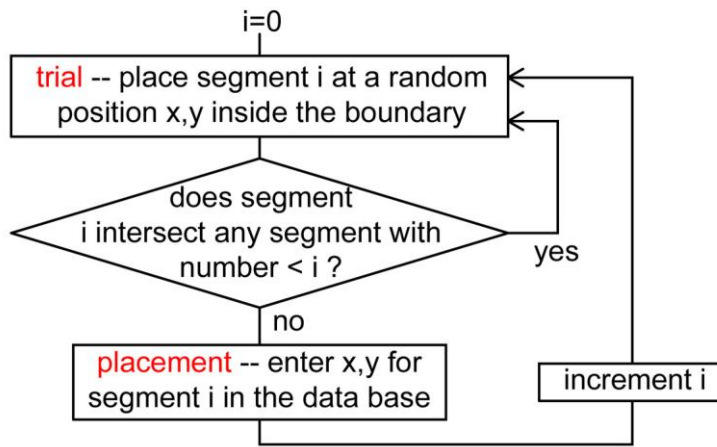 i=0
trial -- place segment i at a random
position x,y inside the boundary
does segment
i intersect any segment with
number < i ?
yes
no
placement -- enter x,y for
segment i in the data base
increment i